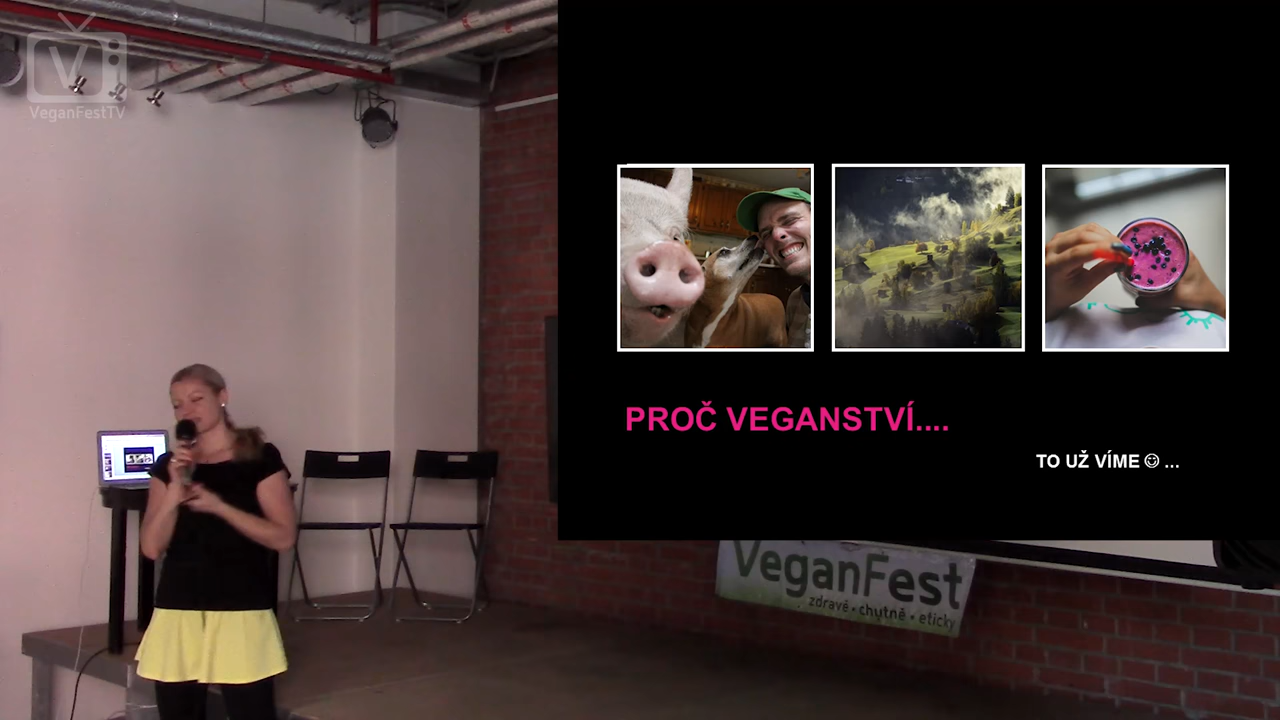 V
VeganFestTV
PROČ VEGANSTVÍ....
TO UŽ VÍME ☺ ...
VeganFest
zdravě • chutně • eticky